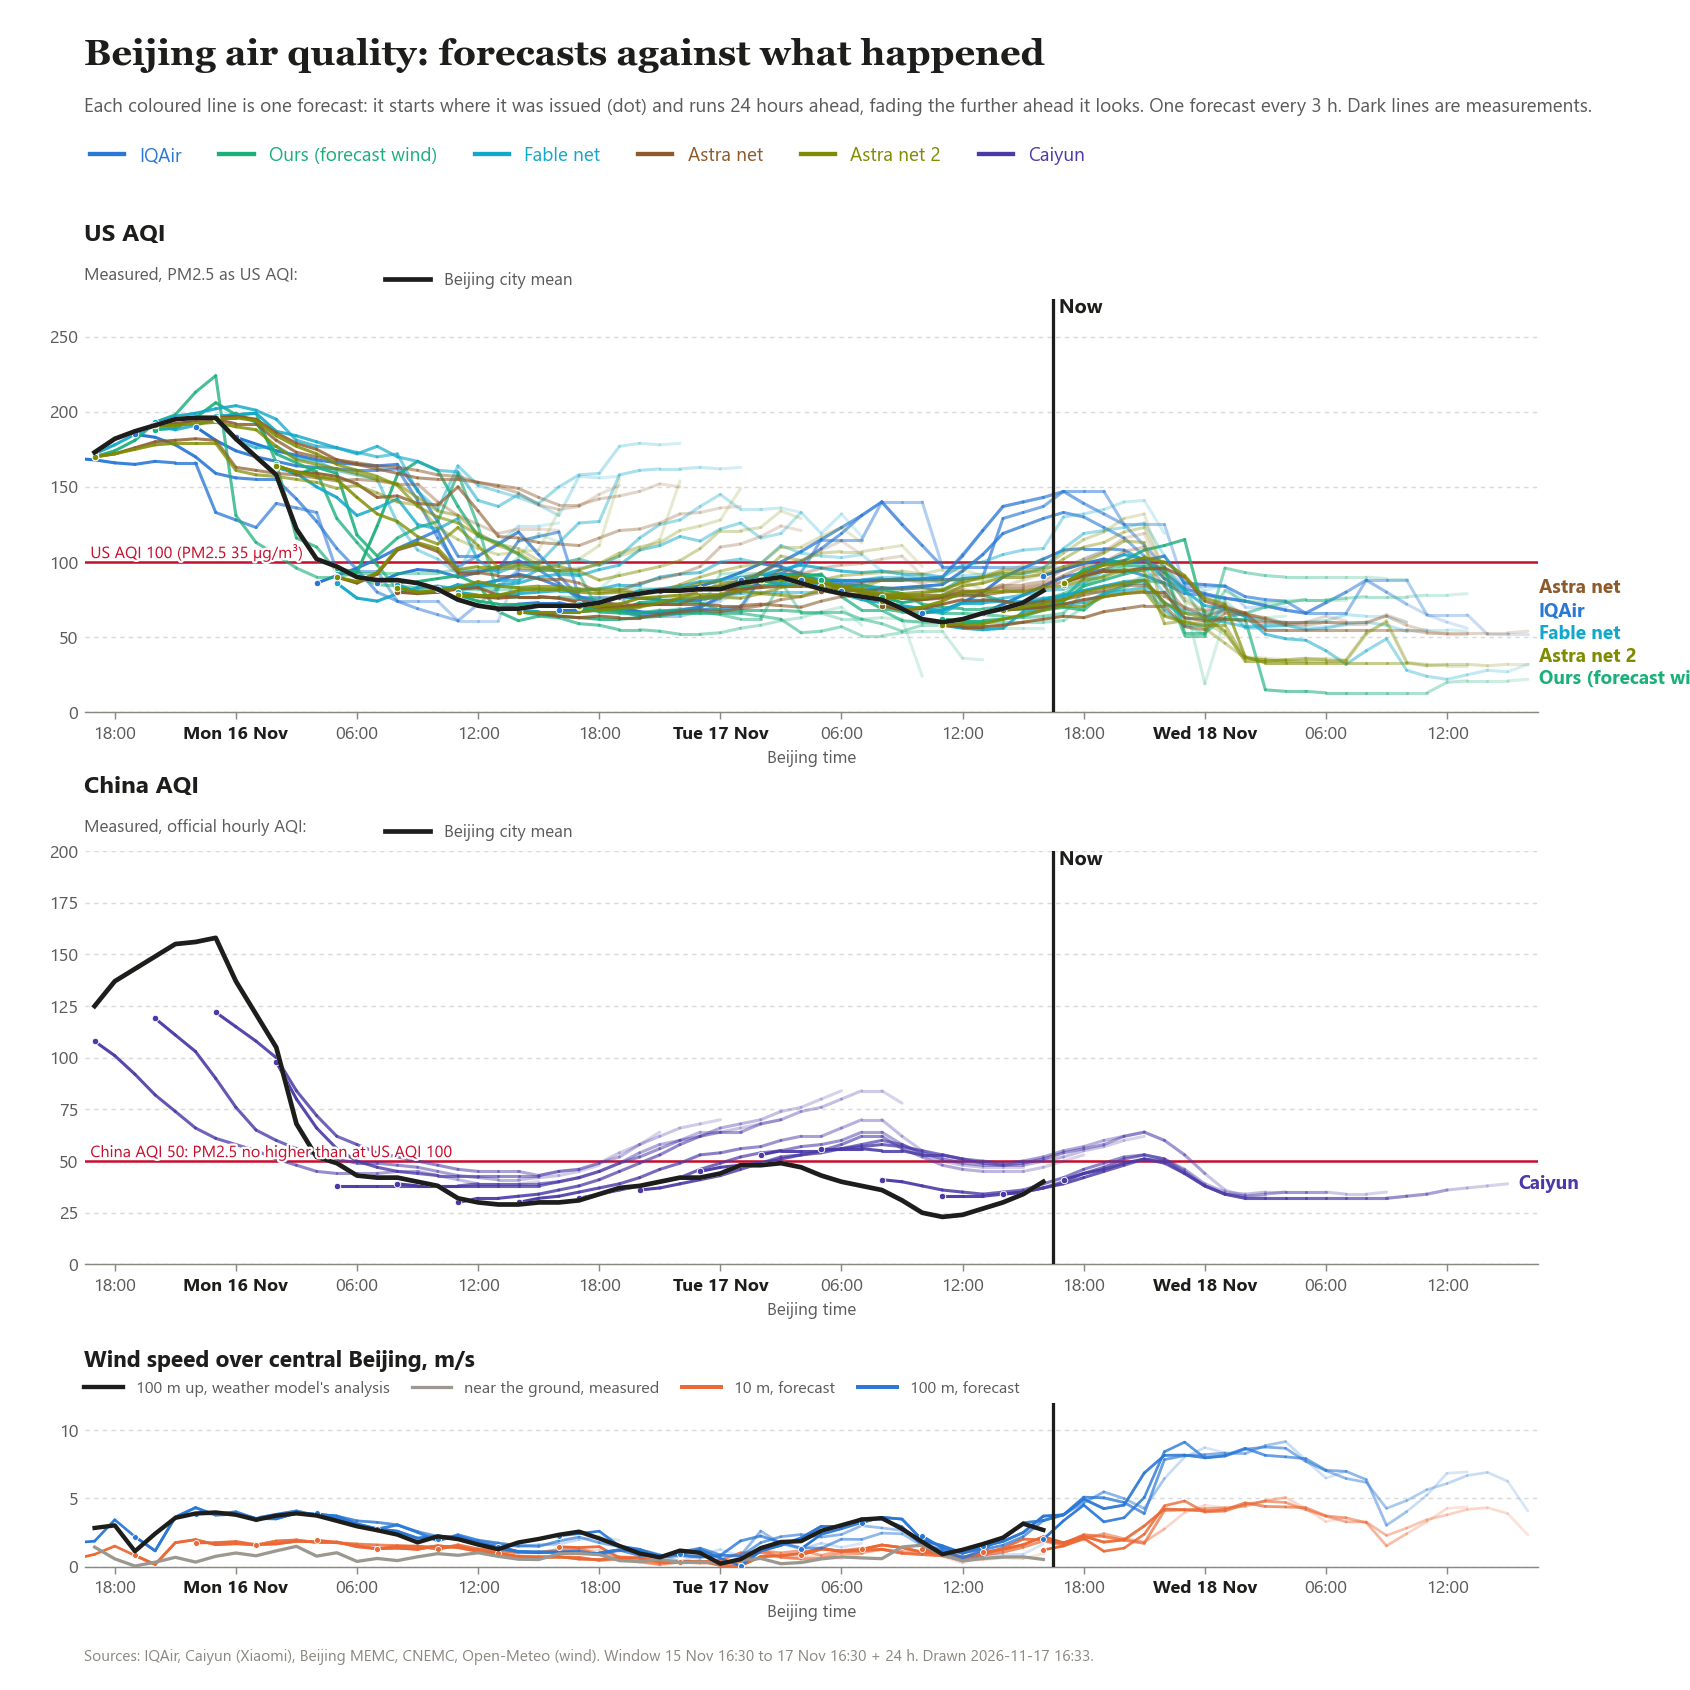 Beijing air quality: forecasts against what happened
Each coloured line is one forecast: it starts where it was issued (dot) and runs 24 hours ahead, fading the further ahead it looks. One forecast every 3 h. Dark lines are measurements.
IQAir Ours (forecast wind) Fable net Astra net Astra net 2 Caiyun
US AQI
Measured, PM2.5 as US AQI: Beijing city mean
Now
250
200
150
US AQI 100 (PM2.5 35 µg/m³)
100
Astra net
IQAir
Fable net
50
Astra net 2
Ours (forecast wi
0
18:00 Mon 16 Nov 06:00 12:00 18:00 Tue 17 Nov 06:00 12:00 18:00 Wed 18 Nov 06:00 12:00
Beijing time
China AQI
Measured, official hourly AQI: Beijing city mean
200
Now
175
150
125
100
75
China AQI 50: PM2.5 no higher than at US AQI 100
50
Caiyun
25
0
18:00 Mon 16 Nov 06:00 12:00 18:00 Tue 17 Nov 06:00 12:00 18:00 Wed 18 Nov 06:00 12:00
Beijing time
Wind speed over central Beijing, m/s
100 m up, weather model's analysis near the ground, measured 10 m, forecast 100 m, forecast
10
5
0
18:00 Mon 16 Nov 06:00 12:00 18:00 Tue 17 Nov 06:00 12:00 18:00 Wed 18 Nov 06:00 12:00
Beijing time
Sources: IQAir, Caiyun (Xiaomi), Beijing MEMC, CNEMC, Open-Meteo (wind). Window 15 Nov 16:30 to 17 Nov 16:30 + 24 h. Drawn 2026-11-17 16:33.